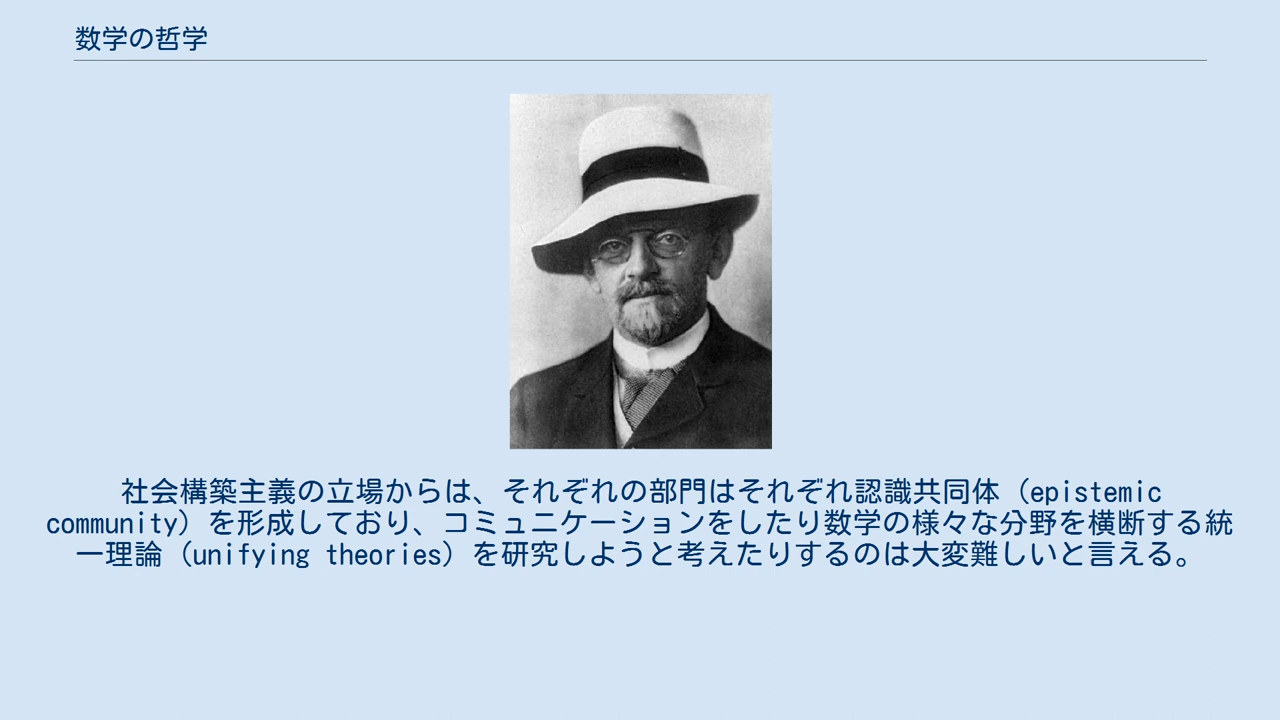 数学の哲学
社会構築主義の立場からは、それぞれの部門はそれぞれ認識共同体（epistemic
community）を形成しており、コミュニケーションをしたり数学の様々な分野を横断する統
一理論（unifying theories）を研究しようと考えたりするのは大変難しいと言える。